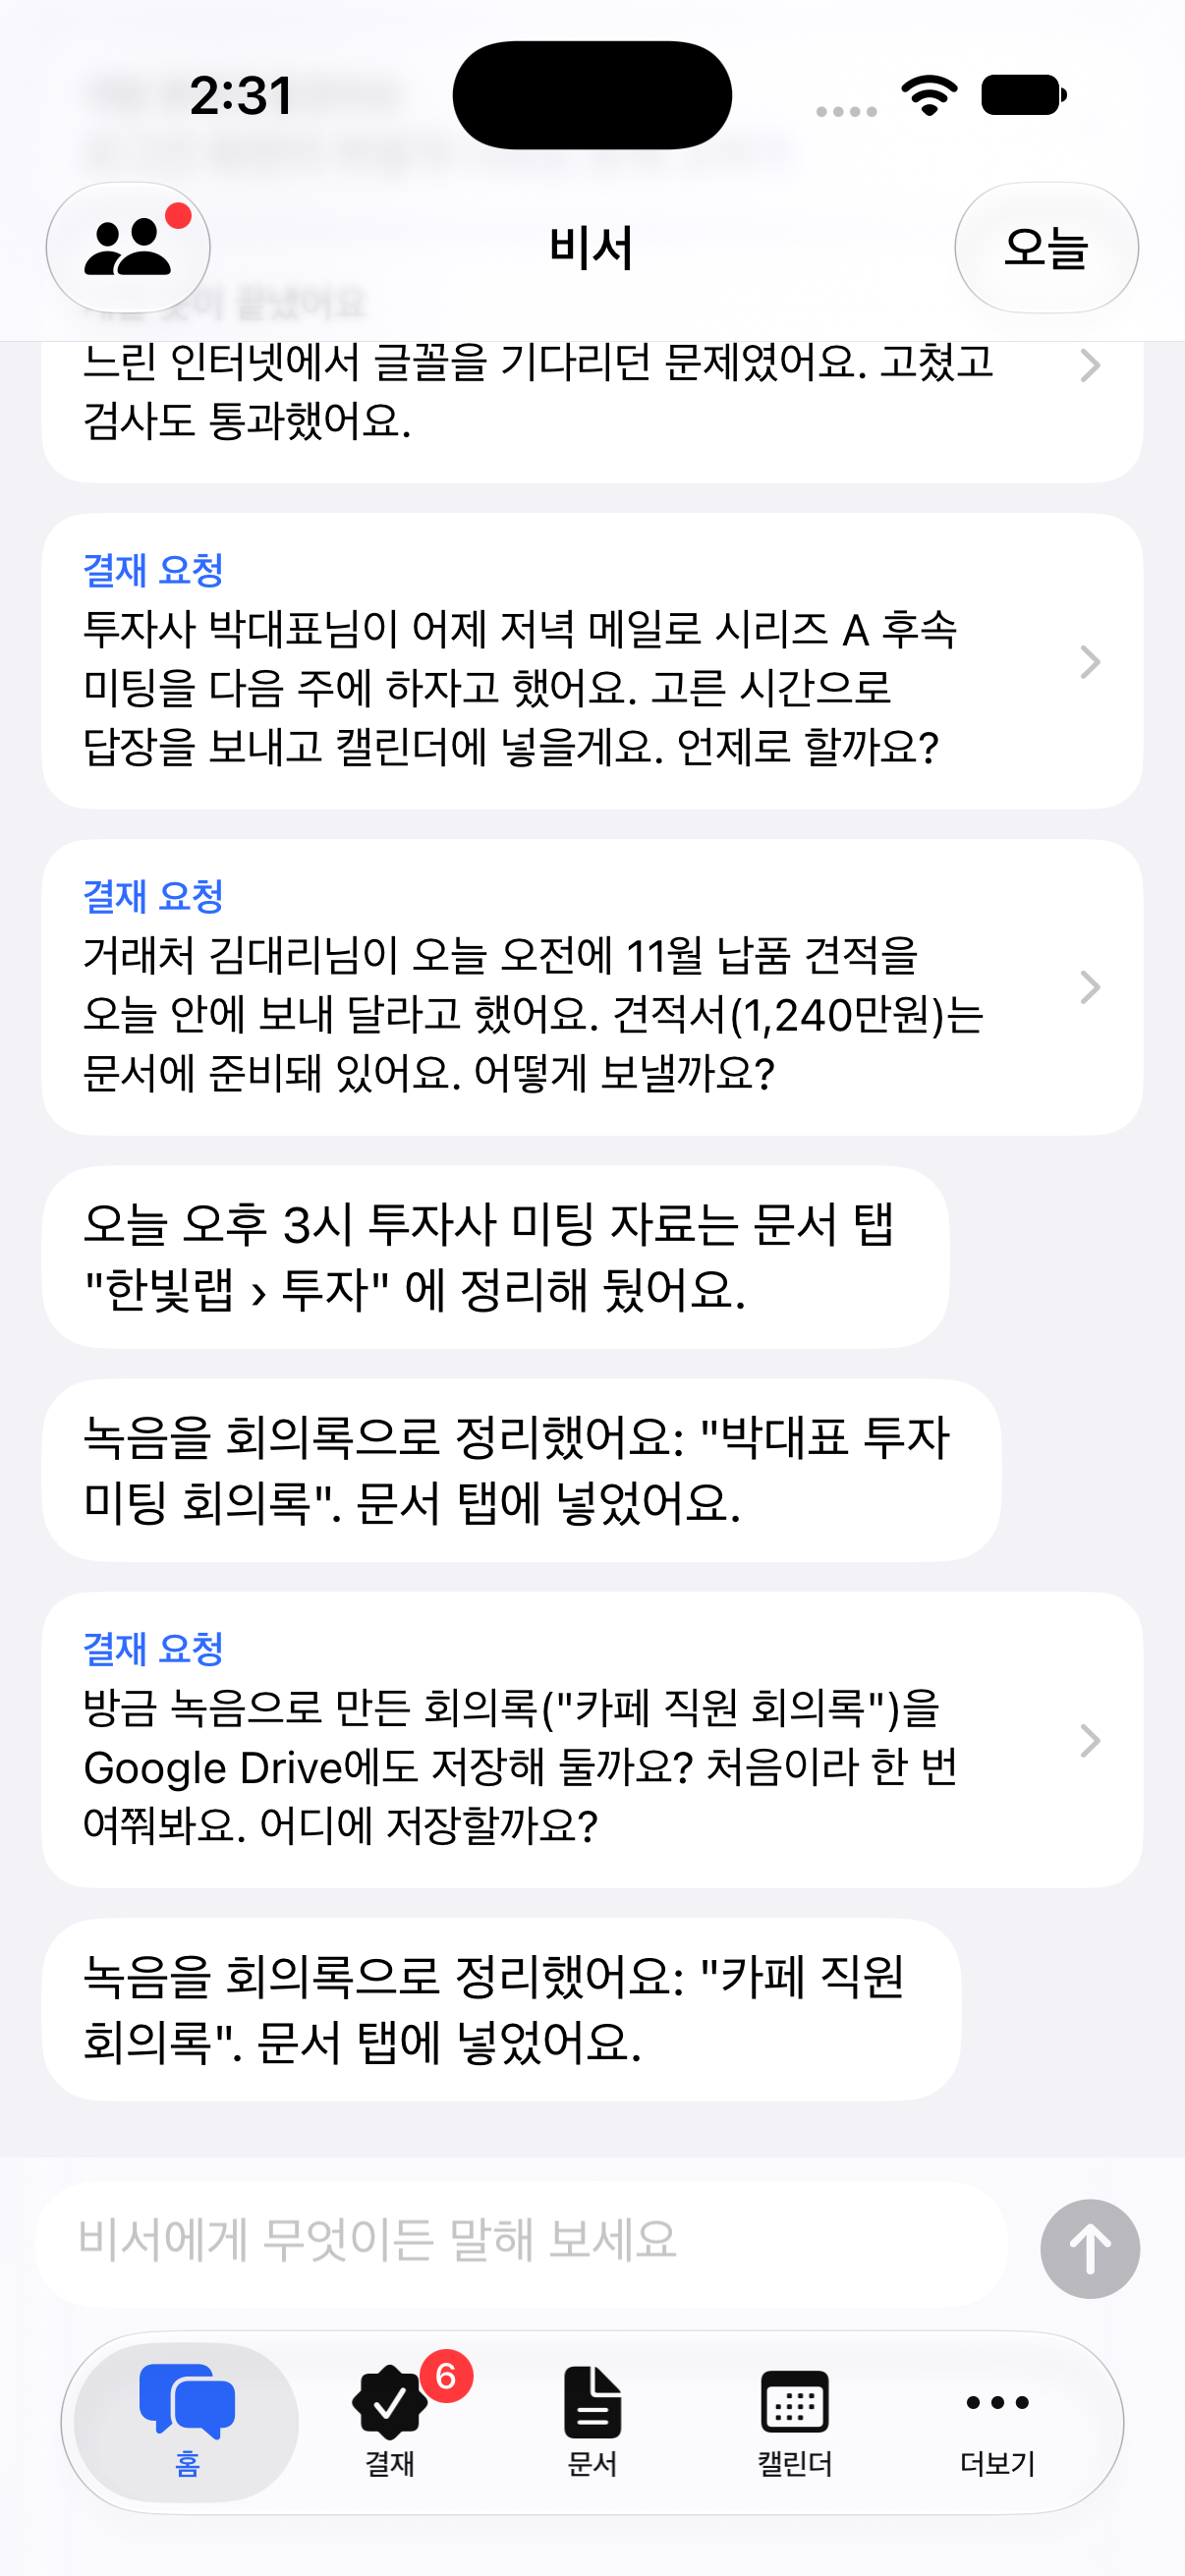 2:31
비서
오늘
끝냈어요
느린 인터넷에서 글꼴을 기다리던 문제였어요. 고쳤고
검사도 통과했어요.
결재 요청
투자사 박대표님이 어제 저녁 메일로 시리즈 A 후속
미팅을 다음 주에 하자고 했어요. 고른 시간으로
답장을 보내고 캘린더에 넣을게요. 언제로 할까요?
결재 요청
거래처 김대리님이 오늘 오전에 11월 납품 견적을
오늘 안에 보내 달라고 했어요. 견적서(1,240만원)는
문서에 준비돼 있어요. 어떻게 보낼까요?
오늘 오후 3시 투자사 미팅 자료는 문서 탭
"한빛랩 › 투자" 에 정리해 뒀어요.
녹음을 회의록으로 정리했어요: "박대표 투자
미팅 회의록". 문서 탭에 넣었어요.
결재 요청
방금 녹음으로 만든 회의록("카페 직원 회의록")을
Google Drive에도 저장해 둘까요? 처음이라 한 번
여쭤봐요. 어디에 저장할까요?
녹음을 회의록으로 정리했어요: "카페 직원
회의록". 문서 탭에 넣었어요.
비서에게 무엇이든 말해 보세요
6
홈
결재
문서
캘린더
더보기